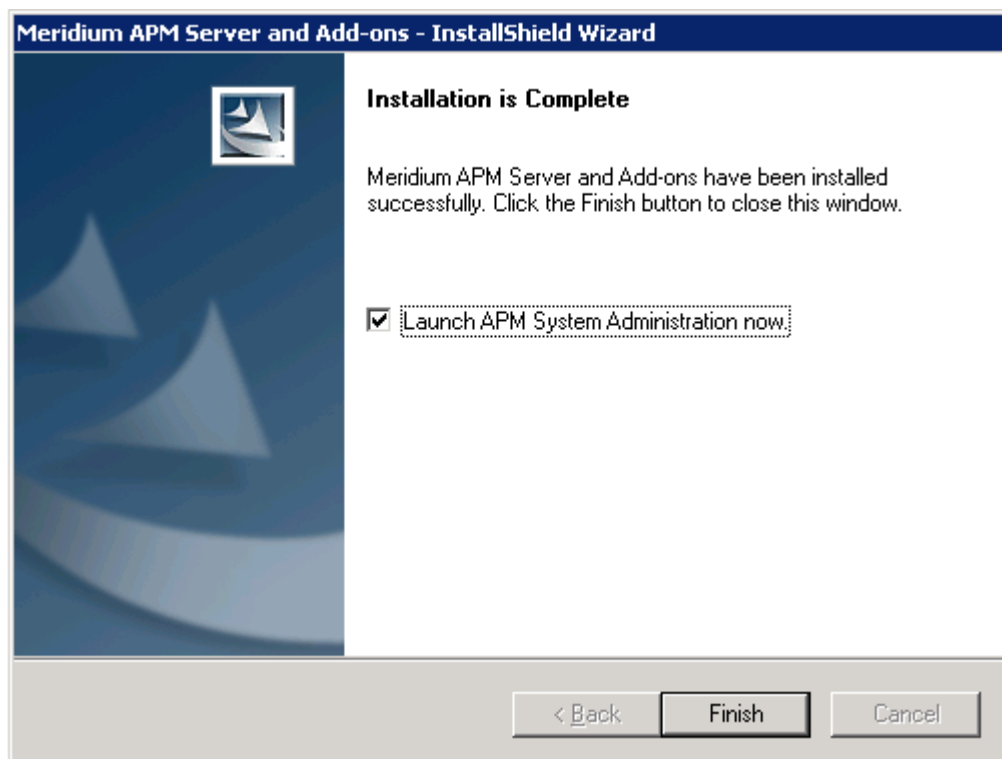 Meridium APM Server and Add-ons - InstallShield Wizard
Installation is Complete
Meridium APM Server and Add-ons have been installed
successfully. Click the Finish button to close this window.
Launch APM System Administration now.
< Back
Finish
Cancel